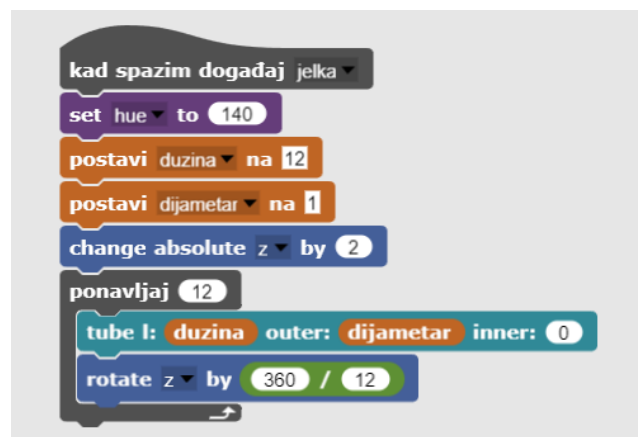 kad spazim događaj jelka
set hue to 140
postavi duzina na 12
postavi dijametar na 1
change absolute z by 2
ponavljaj 12
tube l: duzina outer: dijametar inner: 0
rotate z by 360 / 12